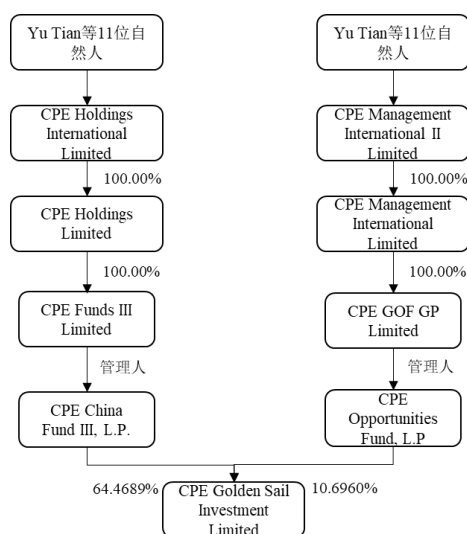 Yu Tian等11位自
然人
Yu Tian等11位自
然人
CPE Holdings
International
Limited
CPE Management
International II
Limited
100.00%
100.00%
CPE Holdings
Limited
CPE Management
International
Limited
100.00%
100.00%
CPE Funds III
Limited
CPE GOF GP
Limited
管理人
管理人
CPE China
Fund III, L.P.
CPE
Opportunities
Fund, L.P
64.4689%
CPE Golden Sail
Investment
Limited
10.6960%